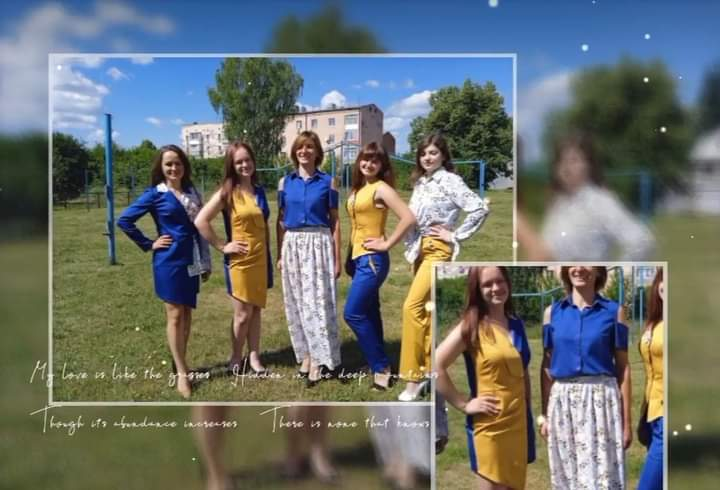 My love is like the grasses Hidden in the deep mountains
Though its abundance increases There is none that knows